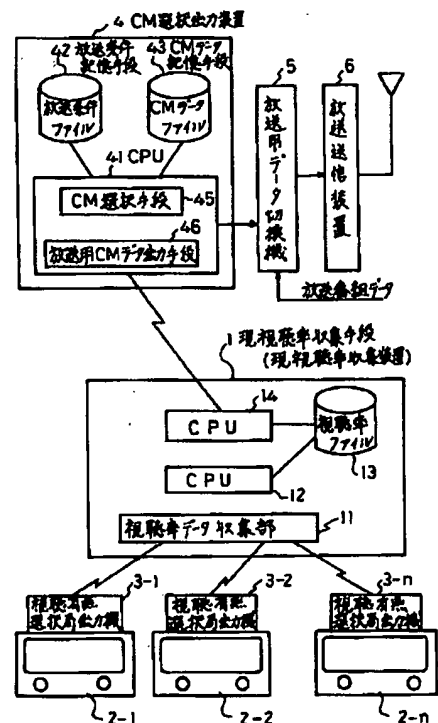 4 CM選択出力装置
42 放送条件記憶手段
43 CMデータ記憶手段
放送条件
ファイル
CMデータ
ファイル
41 CPU
CM選択手段
45
46
放送用CMデータ出力手段
5
放送用データ切換機
6
放送送信装置
放送番組データ
1 現視聴率収集手段
(現視聴率収集装置)
14
CPU
視聴率
ファイル
13
CPU
12
視聴率データ収集部
11
3-1
視聴有無
選択局出力機
3-2
視聴有無
選択局出力機
3-n
視聴有無
選択局出力機
2-1
2-2
2-n